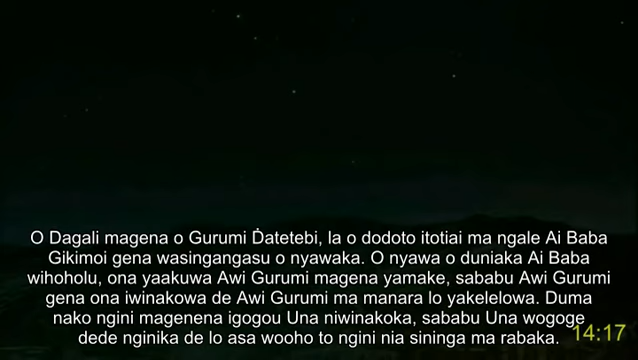 O Dagali magena o Gurumi Ḋatetebi, la o dodoto itotiai ma ngale Ai Baba
Gikimoi gena wasingangasu o nyawaka. O nyawa o duniaka Ai Baba
wihoholu, ona yaakuwa Awi Gurumi magena yamake, sababu Awi Gurumi
gena ona iwinakowa de Awi Gurumi ma manara lo yakelelowa. Duma
nako ngini magenena igogou Una niwinakoka, sababu Una wogoge
dede nginika de lo asa wooho to ngini nia sininga ma rabaka.
14:17